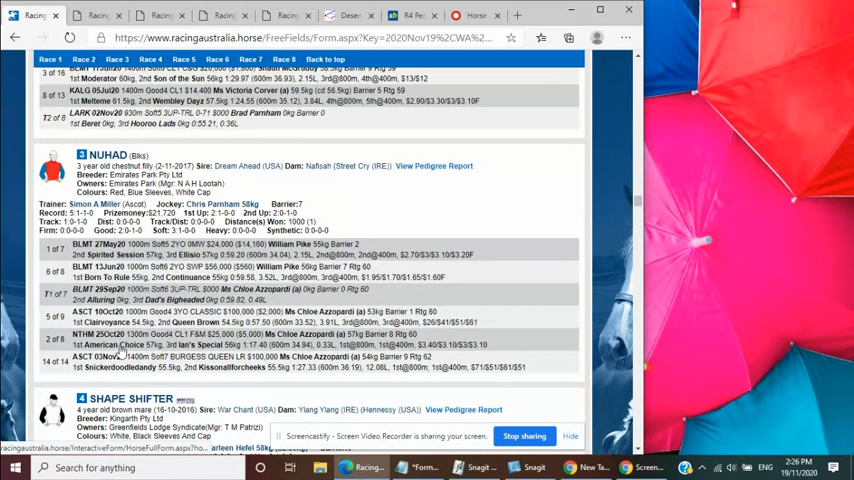 Racing
Racing
Racing
Racing
Racing
Desert
R4 Peg
Horse
https://www.racingaustralia.horse/FreeFields/Form.aspx?Key=2020Nov19%2CWA%2C...
Race 1 Race 2 Race 3 Race 4 Race 5 Race 6 Race 7 Race 8 Back to top
3 of 16
1st Moderator 60kg, 2nd Son of the Sun 56kg 1:29.97 (600m 36.93), 2.15L, 3rd@800m, 4th@400m, $13/$12
8 of 13 KALG 05Jul20 1400m Good4 CL1 $14,400 Ms Victoria Corver (a) 59.5kg (cd 56.5kg) Barrier 5 Rtg 59
1st Melteme 61.5kg, 2nd Wembley Dayz 57.5kg 1:24.55 (600m 35.12), 3.84L, 4th@800m, 5th@400m, $2.90/$3.30/$3.10F
T2 of 8 LARK 02Nov20 930m Soft5 3UP-TRL 0-71 $000 Brad Parnham 0kg Barrier 0
1st Beret 0kg, 3rd Hooroo Lads 0kg 0:55.21, 0.36L
3 NUHAD (Blks)
3 year old chestnut filly (2-11-2017) Sire: Dream Ahead (USA) Dam: Nafisah (Street Cry (IRE)) View Pedigree Report
Breeder: Emirates Park Pty Ltd
Owners: Emirates Park (Mgr: N A H Lootah)
Colours: Red, Blue Sleeves, White Cap
Trainer: Simon A Miller (Ascot) Jockey: Chris Parnham 58kg Barrier:7
Record: 5:1-1-0 Prizemoney:$21,720 1st Up: 2:1-0-0 2nd Up: 2:0-1-0
Track: 1:0-1-0 Dist: 0:0-0-0 Track/Dist: 0:0-0-0 Distance(s) Won: 1000 (1)
Firm: 0:0-0-0 Good: 2:0-1-0 Soft: 3:1-0-0 Heavy: 0:0-0-0 Synthetic: 0:0-0-0
1 of 7 BLMT 27May20 1000m Soft5 2YO 0MW $24,000 ($14,160) William Pike 55kg Barrier 2
2nd Spirited Session 57kg, 3rd Ellisio 57kg 0:59.20 (600m 34.04), 2.15L, 2nd@800m, 2nd@400m, $2.70/$3.10/$3.20F
6 of 8 BLMT 13Jun20 1000m Soft6 2YO SWP $56,000 ($560) William Pike 55kg Barrier 7 Rtg 60
1st Born To Rule 55kg, 2nd Continuance 55kg 0:59.58, 3.52L, 3rd@800m, 3rd@400m, $1.95/$1.70/$1.60F
T1 of 7 BLMT 29Sep20 1000m Soft6 3UP-TRL $000 Ms Chloe Azzopardi (a) 0kg Barrier 0 Rtg 60
2nd Alluring 0kg, 3rd Dad's Bigheaded 0kg 0:59.82, 0.49L
5 of 9 ASCT 10Oct20 1000m Good4 3YO CLASSIC $100,000 ($2,000) Ms Chloe Azzopardi (a) 53kg Barrier 1 Rtg 60
1st Clairvoyance 54.5kg, 2nd Queen Brown 54.5kg 0:57.50 (600m 33.52), 3.91L, 3rd@800m, 3rd@400m, $26/$41/$61
2 of 8 NTHM 25Oct20 1300m Good4 CL1 F&M $25,000 ($5,000) Ms Chloe Azzopardi (a) 57kg Barrier 8 Rtg 60
1st American Choice 57kg, 3rd Ian's Special 56kg 1:17.40 (600m 34.94), 0.33L, 1st@800m, 1st@400m, $3.40/$3.10/$3.10
14 of 14 ASCT 03Nov20 1400m Soft7 BURGESS QUEEN LR $100,000 Ms Chloe Azzopardi (a) 54kg Barrier 9 Rtg 62
1st Snickerdoodledandy 55.5kg, 2nd Kissonallforcheeks 55kg 1:27.33 (600m 36.19), 12.08L, 1st@800m, 1st@400m, $71/$51/$51
4 SHAPE SHIFTER
4 year old brown mare (16-10-2016) Sire: War Chant (USA) Dam: Ylang Ylang (IRE) (Hennessy (USA)) View Pedigree Report
Breeder: Kingarth Pty Ltd
Owners: Greenfields Lodge Syndicate(Mgr: T M Patrizi)
Colours: White, Black Sleeves And Cap
racingaustralia.horse/InteractiveForm/HorseFullForm.aspx?ho...
arleen Hefel 58kg
Screencastify - Screen Video Recorder is sharing your screen.
Stop sharing
Hide
Type here to search
Racing...
*Form...
Snagit ...
Snagit
New Ta...
Screen...
ENG
2:26 PM
19/11/2020